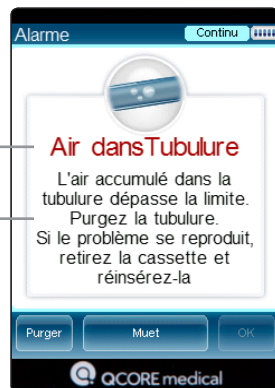 Alarme Continu
Air dansTubulure
L'air accumulé dans la
tubulure dépasse la limite.
Purgez la tubulure.
Si le problème se reproduit,
retirez la cassette et
réinsérez-la
Purger Muet OK
QCORE medical